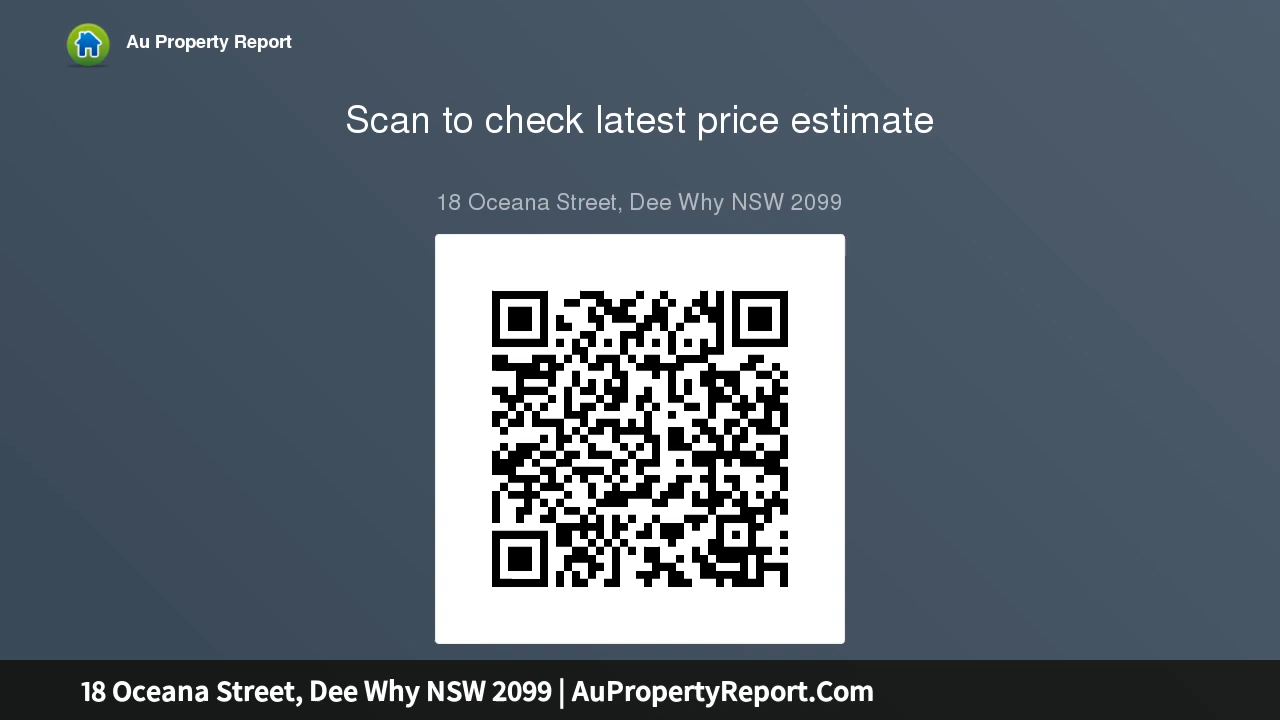 Au Property Report
Scan to check latest price estimate
18 Oceana Street, Dee Why NSW 2099
18 Oceana Street, Dee Why NSW 2099 | AuPropertyReport.Com